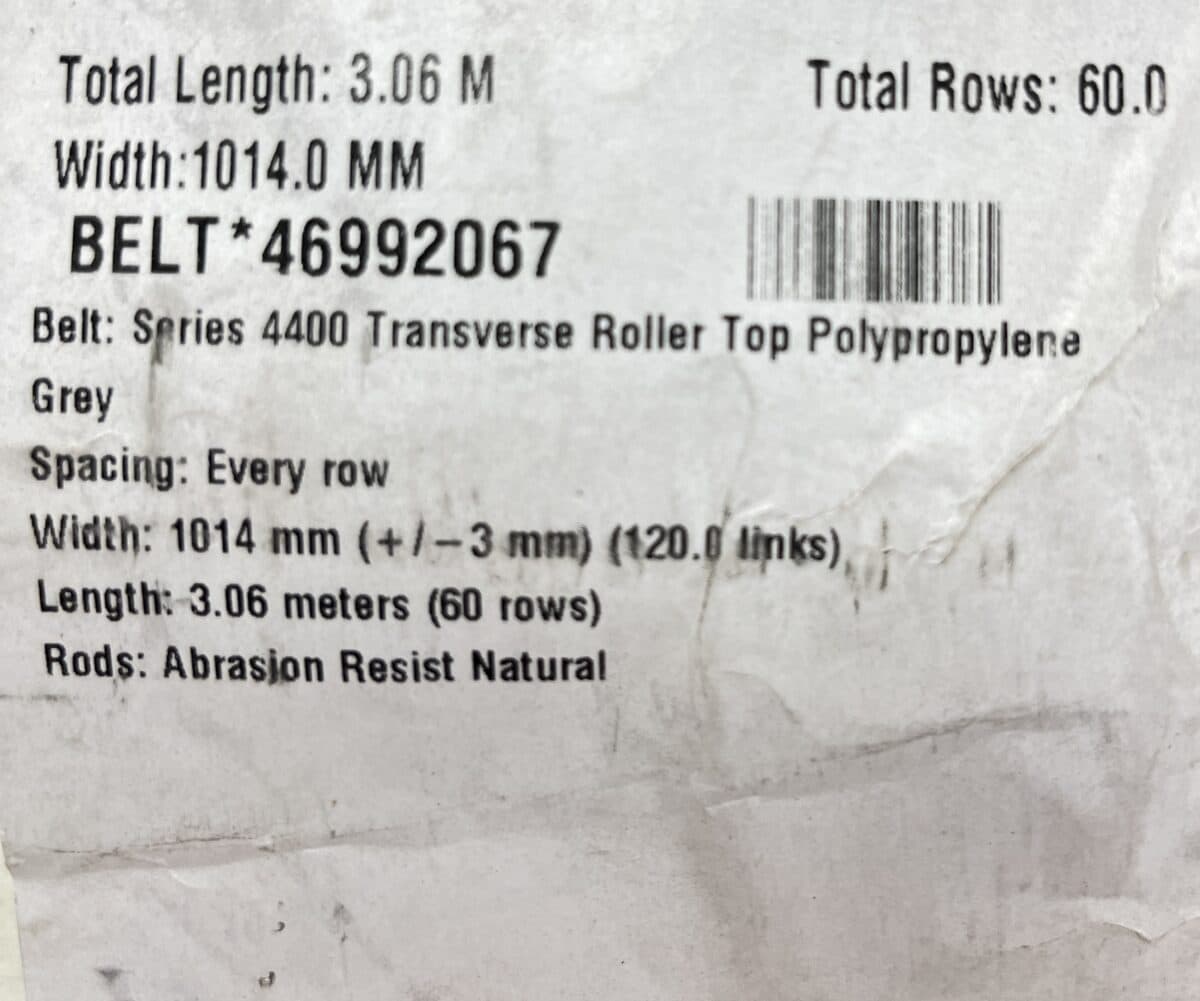 Total Length: 3.06 M
Total Rows: 60.0
Width:1014.0 MM
BELT*46992067
Belt: Series 4400 Transverse Roller Top Polypropylene
Grey
Spacing: Every row
Width: 1014 mm (+/-3 mm) (120.0 links),
Length: 3.06 meters (60 rows)
Rods: Abrasion Resist Natural